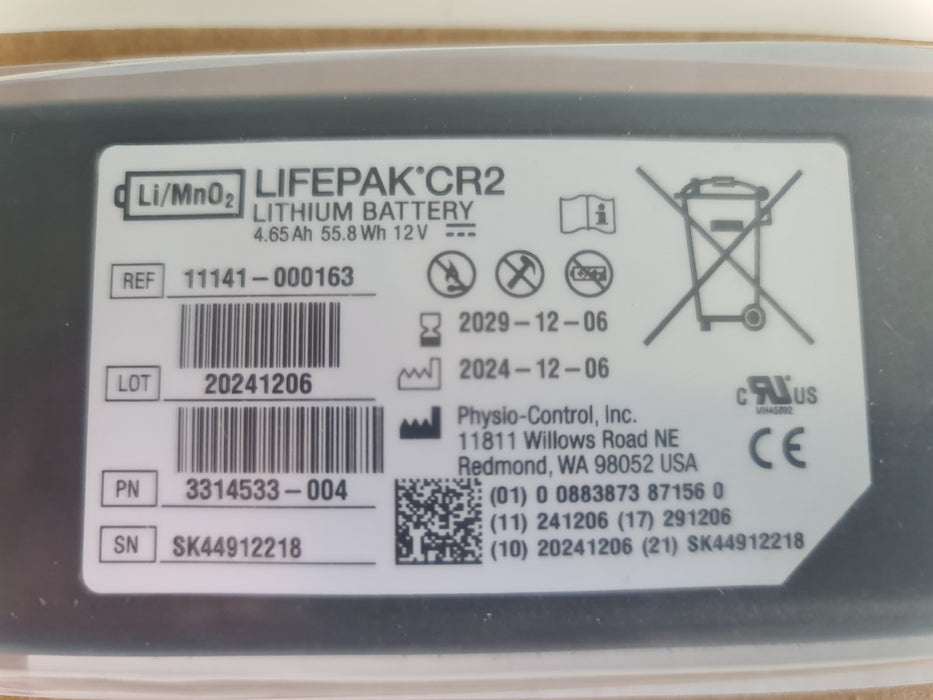 Li/MnO2
LIFEPAK® CR2
LITHIUM BATTERY
4.65 Ah 55.8 Wh 12 V
REF 11141-000163
2029-12-06
LOT 20241206
2024-12-06
Physio-Control, Inc.
11811 Willows Road NE
Redmond, WA 98052 USA
PN 3314533-004
SN SK44912218
(01) 0 0883873 87156 0
(11) 241206 (17) 291206
(10) 20241206 (21) SK44912218
C UR US
MH45892
CE